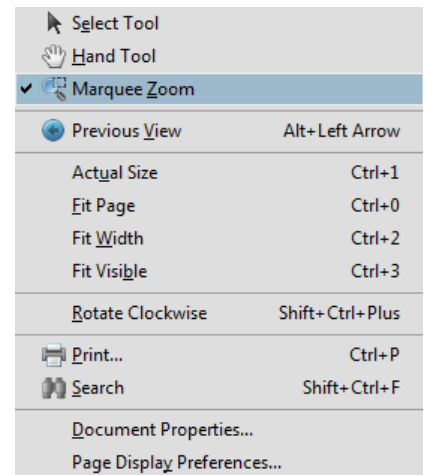 Select Tool
Hand Tool
Marquee Zoom
Previous View Alt+Left Arrow
Actual Size Ctrl+1
Fit Page Ctrl+0
Fit Width Ctrl+2
Fit Visible Ctrl+3
Rotate Clockwise Shift+Ctrl+Plus
Print... Ctrl+P
Search Shift+Ctrl+F
Document Properties...
Page Display Preferences...